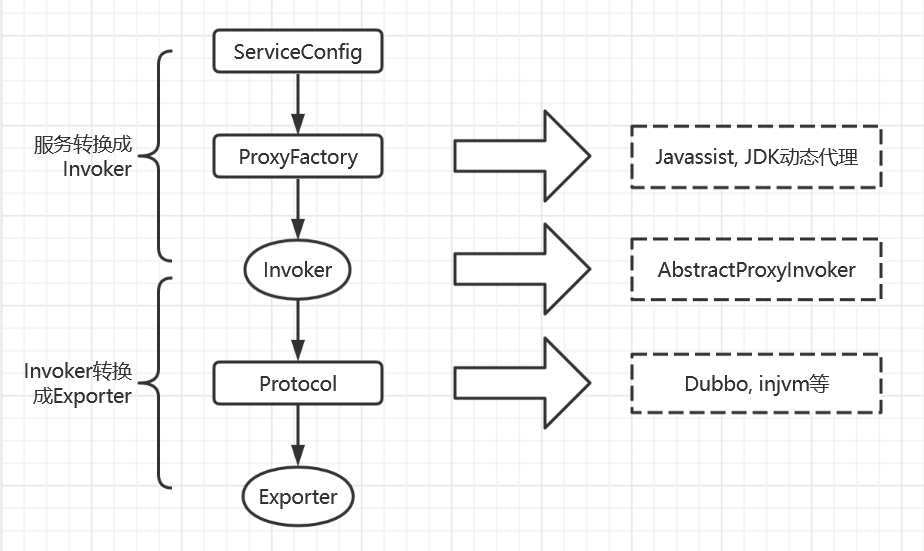 ServiceConfig
服务转换成
Invoker
ProxyFactory
Javassist, JDK动态代理
Invoker
AbstractProxyInvoker
Invoker转换
成Exporter
Protocol
Dubbo, injvm等
Exporter